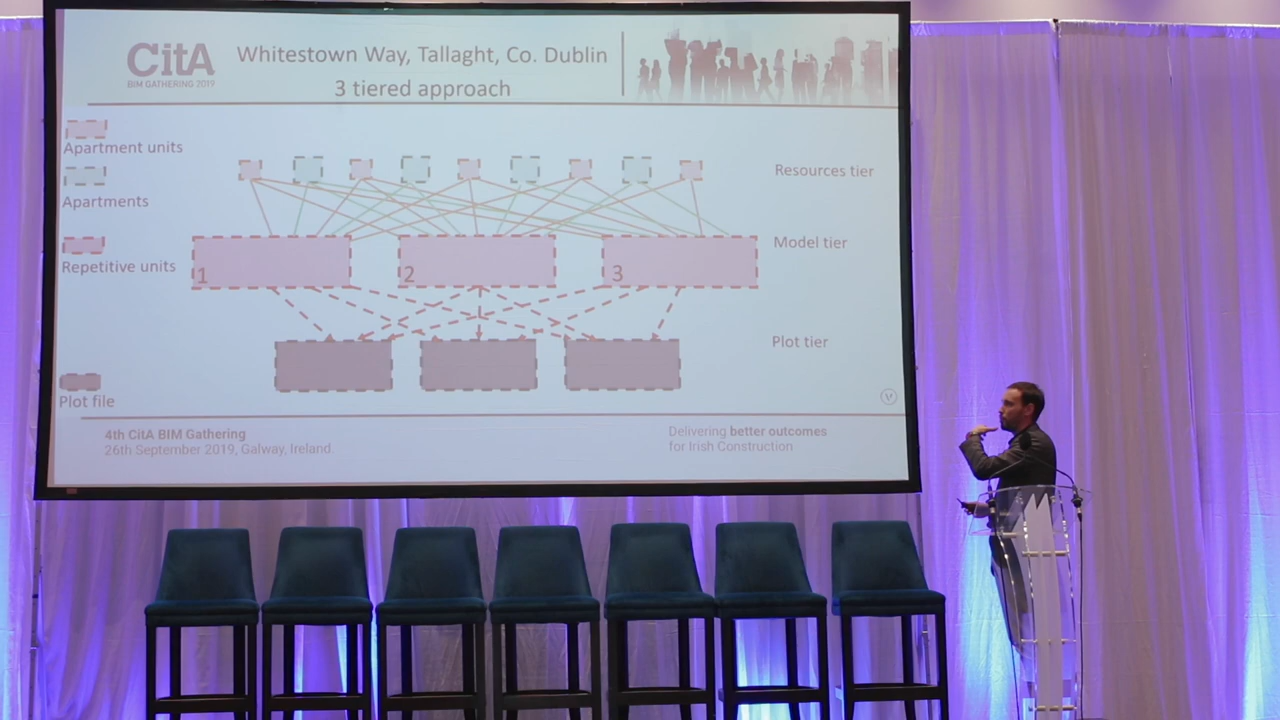 CitA
BIM GATHERING 2019
Whitestown Way, Tallaght, Co. Dublin
3 tiered approach
Apartment units
Apartments
Repetitive units
Plot file
Resources tier
1
2
3
Model tier
Plot tier
4th CitA BIM Gathering
26th September 2019, Galway, Ireland.
Delivering better outcomes
for Irish Construction